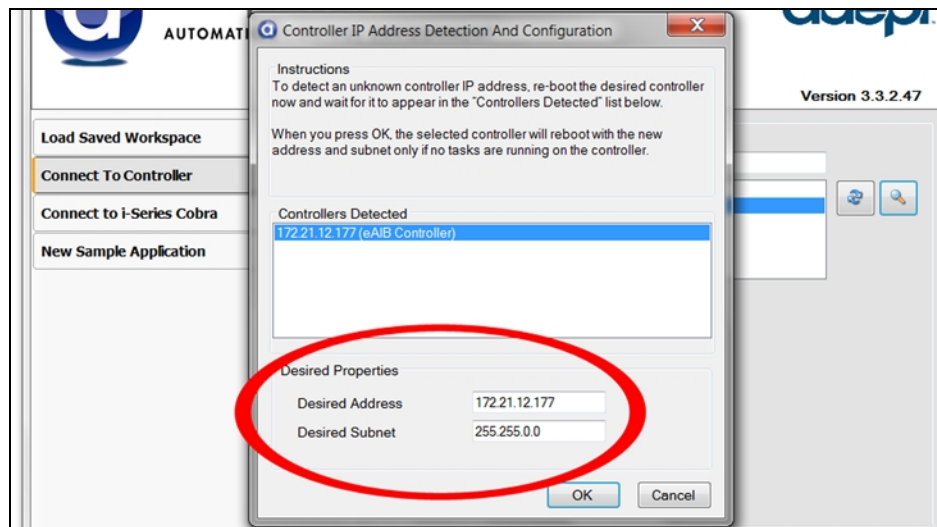 AUTOMATI
adept
Version 3.3.2.47
Load Saved Workspace
Connect To Controller
Connect to i-Series Cobra
New Sample Application
Controller IP Address Detection And Configuration
Instructions
To detect an unknown controller IP address, re-boot the desired controller
now and wait for it to appear in the "Controllers Detected" list below.
When you press OK, the selected controller will reboot with the new
address and subnet only if no tasks are running on the controller.
Controllers Detected
172.21.12.177 (eAIB Controller)
Desired Properties
Desired Address 172.21.12.177
Desired Subnet 255.255.0.0
OK Cancel